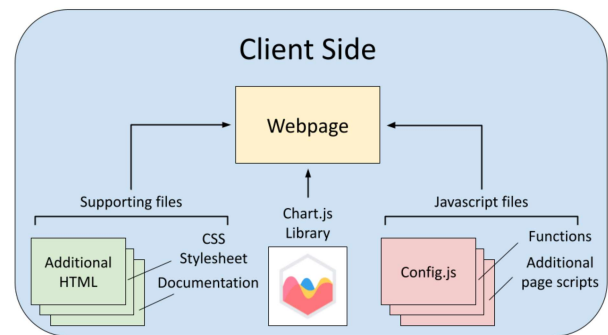 Client Side
Webpage
Supporting files
Chart.js
Library
Javascript files
Additional
HTML
CSS
Stylesheet
Documentation
Config.js
Functions
Additional
page scripts